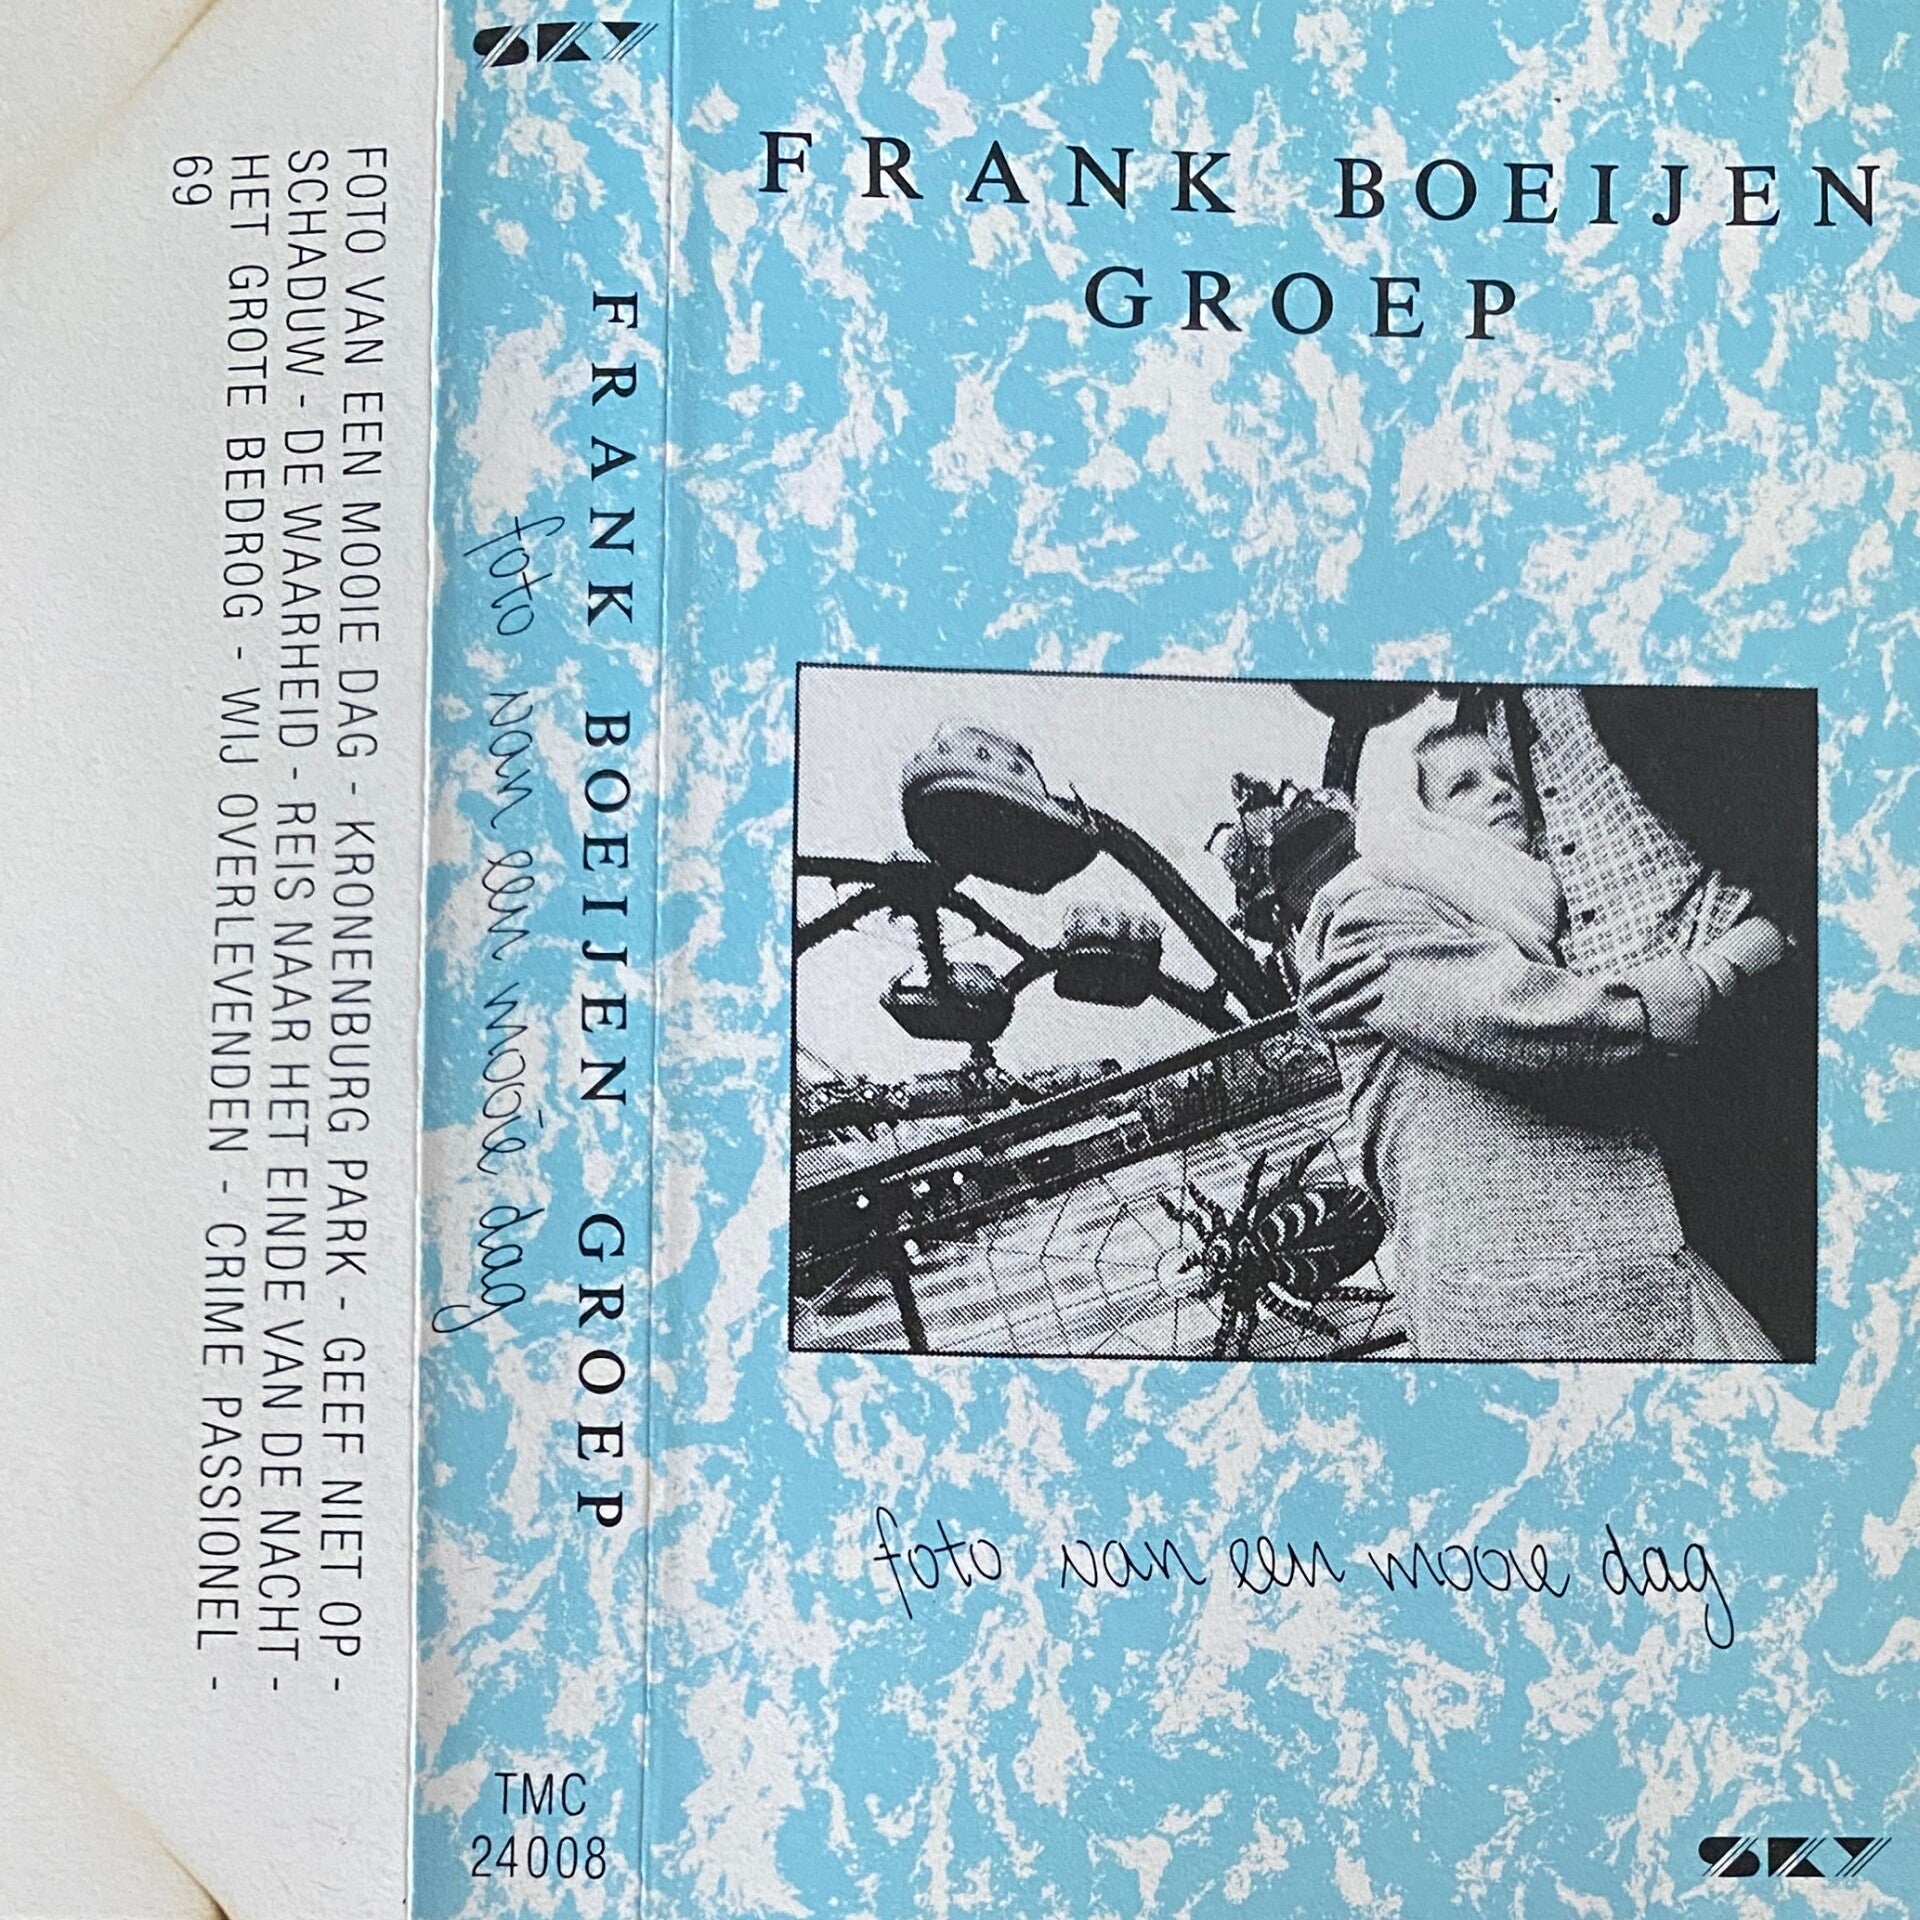 FOTO VAN EEN MOOIE DAG - KRONENBURG PARK - GEEF NIET OP -
SCHADUW - DE WAARHEID - REIS NAAR HET EINDE VAN DE NACHT -
HET GROTE BEDROG - WIJ OVERLEVENDEN - CRIME PASSIONEL -
69
SKY
FRANK BOEIJEN GROEP
foto van een mooie dag
TMC
24008
FRANK BOEIJEN
GROEP
foto van een mooie dag
SKY